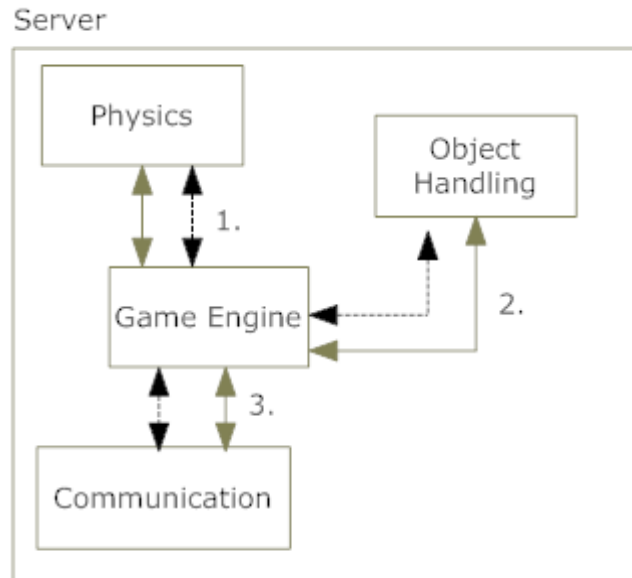 Server
Physics
Object
Handling
1.
Game Engine
2.
3.
Communication